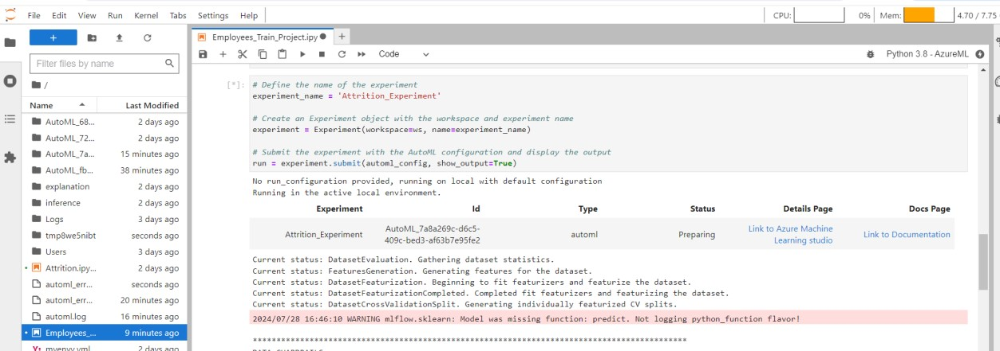 File Edit View Run Kernel Tabs Settings Help
CPU: 0% Mem: 4.70 / 7.75
Employees_Train_Project.ipy
Filter files by name
Code
Python 3.8 - AzureML
/
Name Last Modified
AutoML_68... 2 days ago
AutoML_72... 2 days ago
AutoML_7a... 15 minutes ago
AutoML_fb... 38 minutes ago
explanation 2 days ago
inference 2 days ago
Logs 3 days ago
tmp8we5nibt seconds ago
Users 3 days ago
Attrition.ipy... 2 days ago
automl_err... seconds ago
automl_err... 20 minutes ago
automl.log 16 minutes ago
Employees_... 9 minutes ago
myenvv.yml 2 days ago
[*]:
# Define the name of the experiment
experiment_name = 'Attrition_Experiment'
# Create an Experiment object with the workspace and experiment name
experiment = Experiment(workspace=ws, name=experiment_name)
# Submit the experiment with the AutoML configuration and display the output
run = experiment.submit(automl_config, show_output=True)
No run_configuration provided, running on local with default configuration
Running in the active local environment.
Experiment Id Type Status Details Page Docs Page
Attrition_Experiment AutoML_7a8a269c-d6c5-409c-bed3-af63b7e95fe2 automl Preparing Link to Azure Machine Learning studio Link to Documentation
Current status: DatasetEvaluation. Gathering dataset statistics.
Current status: FeaturesGeneration. Generating features for the dataset.
Current status: DatasetFeaturization. Beginning to fit featurizers and featurize the dataset.
Current status: DatasetFeaturizationCompleted. Completed fit featurizers and featurizing the dataset.
Current status: DatasetCrossValidationSplit. Generating individually featurized CV splits.
2024/07/28 16:46:10 WARNING mlflow.sklearn: Model was missing function: predict. Not logging python_function flavor!
********************************************************************************************
DATA GUARDRAILS: